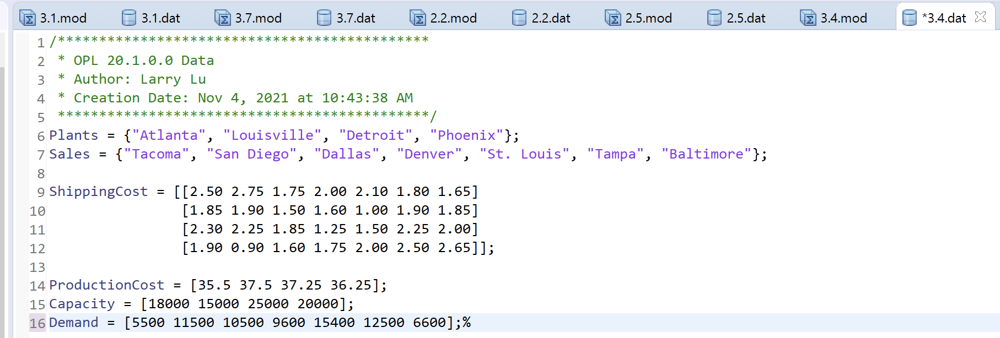 3.1.mod 3.1.dat 3.7.mod 3.7.dat 2.2.mod 2.2.dat 2.5.mod 2.5.dat 3.4.mod *3.4.dat
1 /*********************************************
2  * OPL 20.1.0.0 Data
3  * Author: Larry Lu
4  * Creation Date: Nov 4, 2021 at 10:43:38 AM
5  *********************************************/
6 Plants = {"Atlanta", "Louisville", "Detroit", "Phoenix"};
7 Sales = {"Tacoma", "San Diego", "Dallas", "Denver", "St. Louis", "Tampa", "Baltimore"};
8
9 ShippingCost = [[2.50 2.75 1.75 2.00 2.10 1.80 1.65]
10                 [1.85 1.90 1.50 1.60 1.00 1.90 1.85]
11                 [2.30 2.25 1.85 1.25 1.50 2.25 2.00]
12                 [1.90 0.90 1.60 1.75 2.00 2.50 2.65]];
13
14 ProductionCost = [35.5 37.5 37.25 36.25];
15 Capacity = [18000 15000 25000 20000];
16 Demand = [5500 11500 10500 9600 15400 12500 6600];%